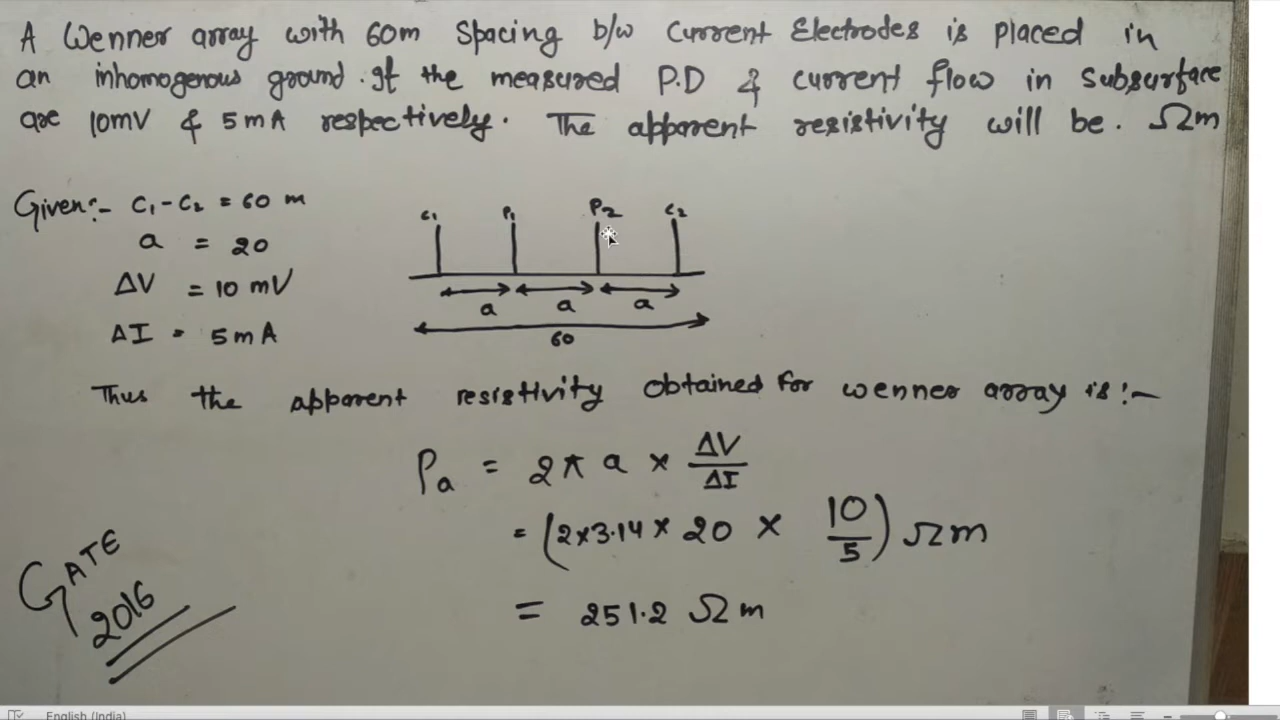 A Wenner array with 60m spacing b/w Current Electrodes is placed in
an inhomogenous ground. If the measured P.D & current flow in subsurface
are 10mV & 5mA respectively. The apparent resistivity will be. Ωm
Given:- C₁-C₂ = 60 m
a = 20
ΔV = 10 mV
ΔI = 5mA
C₁ P₁ P₂ C₂
a a a
60
Thus the apparent resistivity obtained for wenner array is:-
ρa = 2π a × ΔV/ΔI
= (2×3.14× 20 × 10/5) Ωm
= 251.2 Ωm
GATE
2016
English (India)